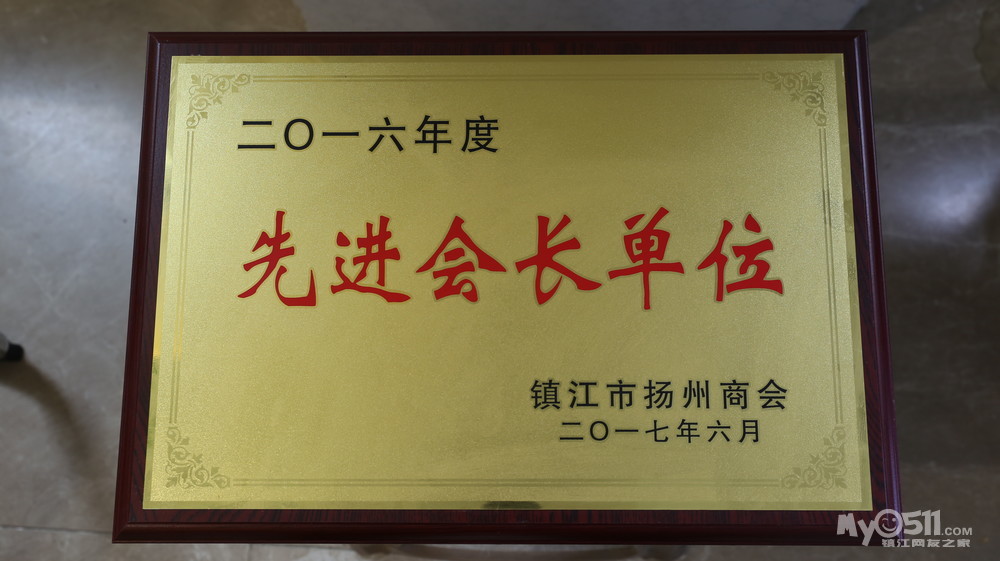 二〇一六年度
先进会长单位
镇江市扬州商会
二〇一七年六月
My0511.COM
镇江网友之家